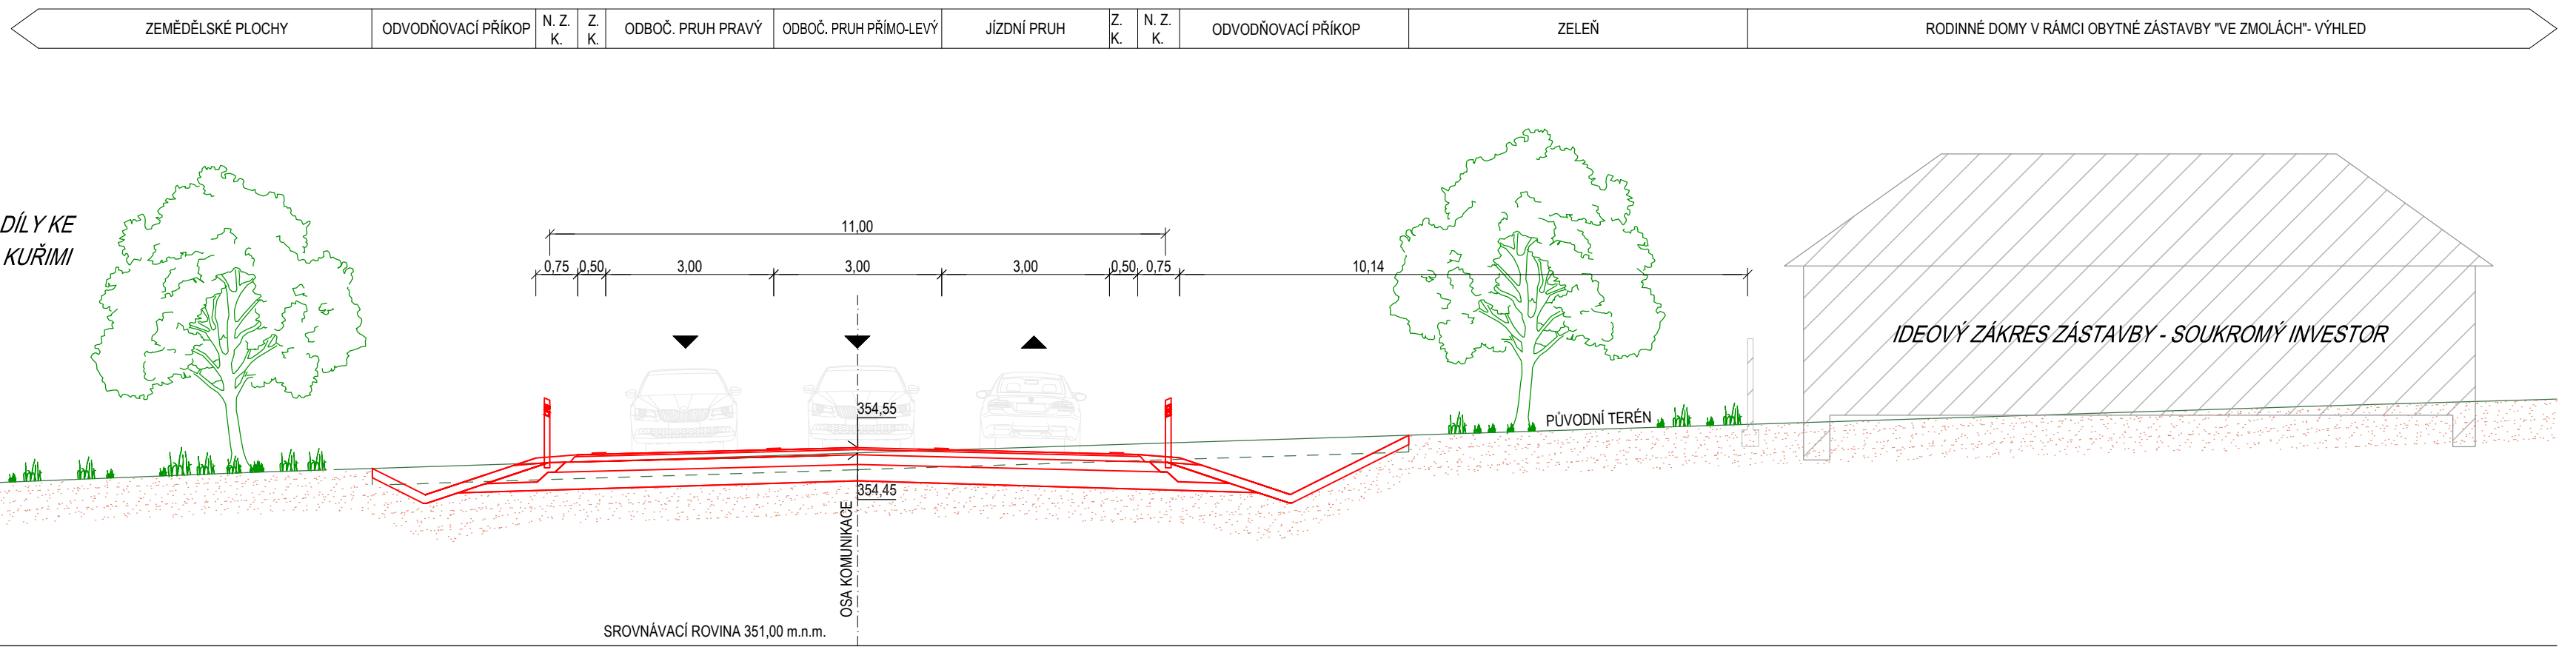 ZEMĚDĚLSKÉ PLOCHY
ODVODŇOVACÍ PŘÍKOP
N. Z.
K.
Z.
K.
ODBOČ. PRUH PRAVÝ
ODBOČ. PRUH PŘÍMO-LEVÝ
JÍZDNÍ PRUH
Z.
K.
N. Z.
K.
ODVODŇOVACÍ PŘÍKOP
ZELEŇ
RODINNÉ DOMY V RÁMCI OBYTNÉ ZÁSTAVBY "VE ZMOLÁCH"- VÝHLED
DÍLY KE
KUŘIMI
11,00
0,75
0,50
3,00
3,00
3,00
0,50
0,75
10,14
IDEOVÝ ZÁKRES ZÁSTAVBY - SOUKROMÝ INVESTOR
354,55
PŮVODNÍ TERÉN
354,45
OSA KOMUNIKACE
SROVNÁVACÍ ROVINA 351,00 m.n.m.